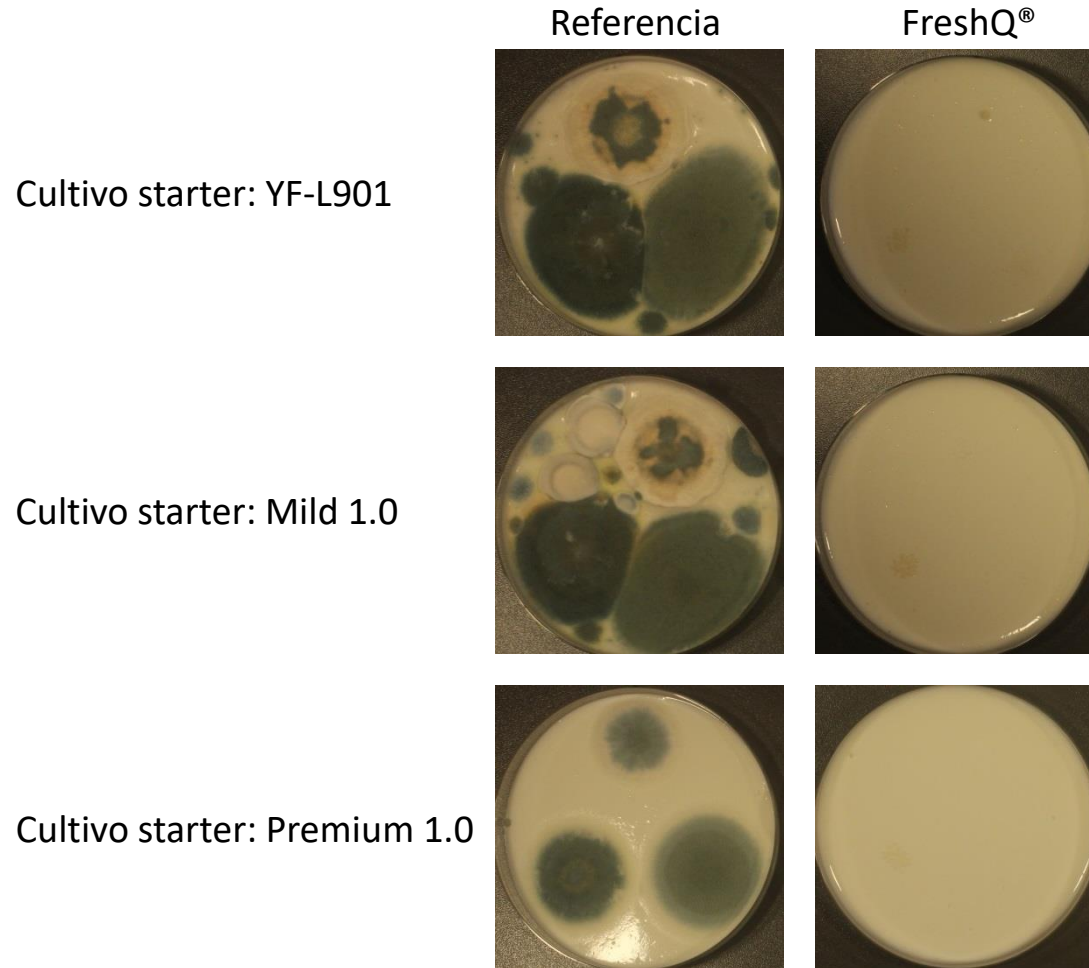 Referencia
FreshQ®
Cultivo starter: YF-L901
Cultivo starter: Mild 1.0
Cultivo starter: Premium 1.0